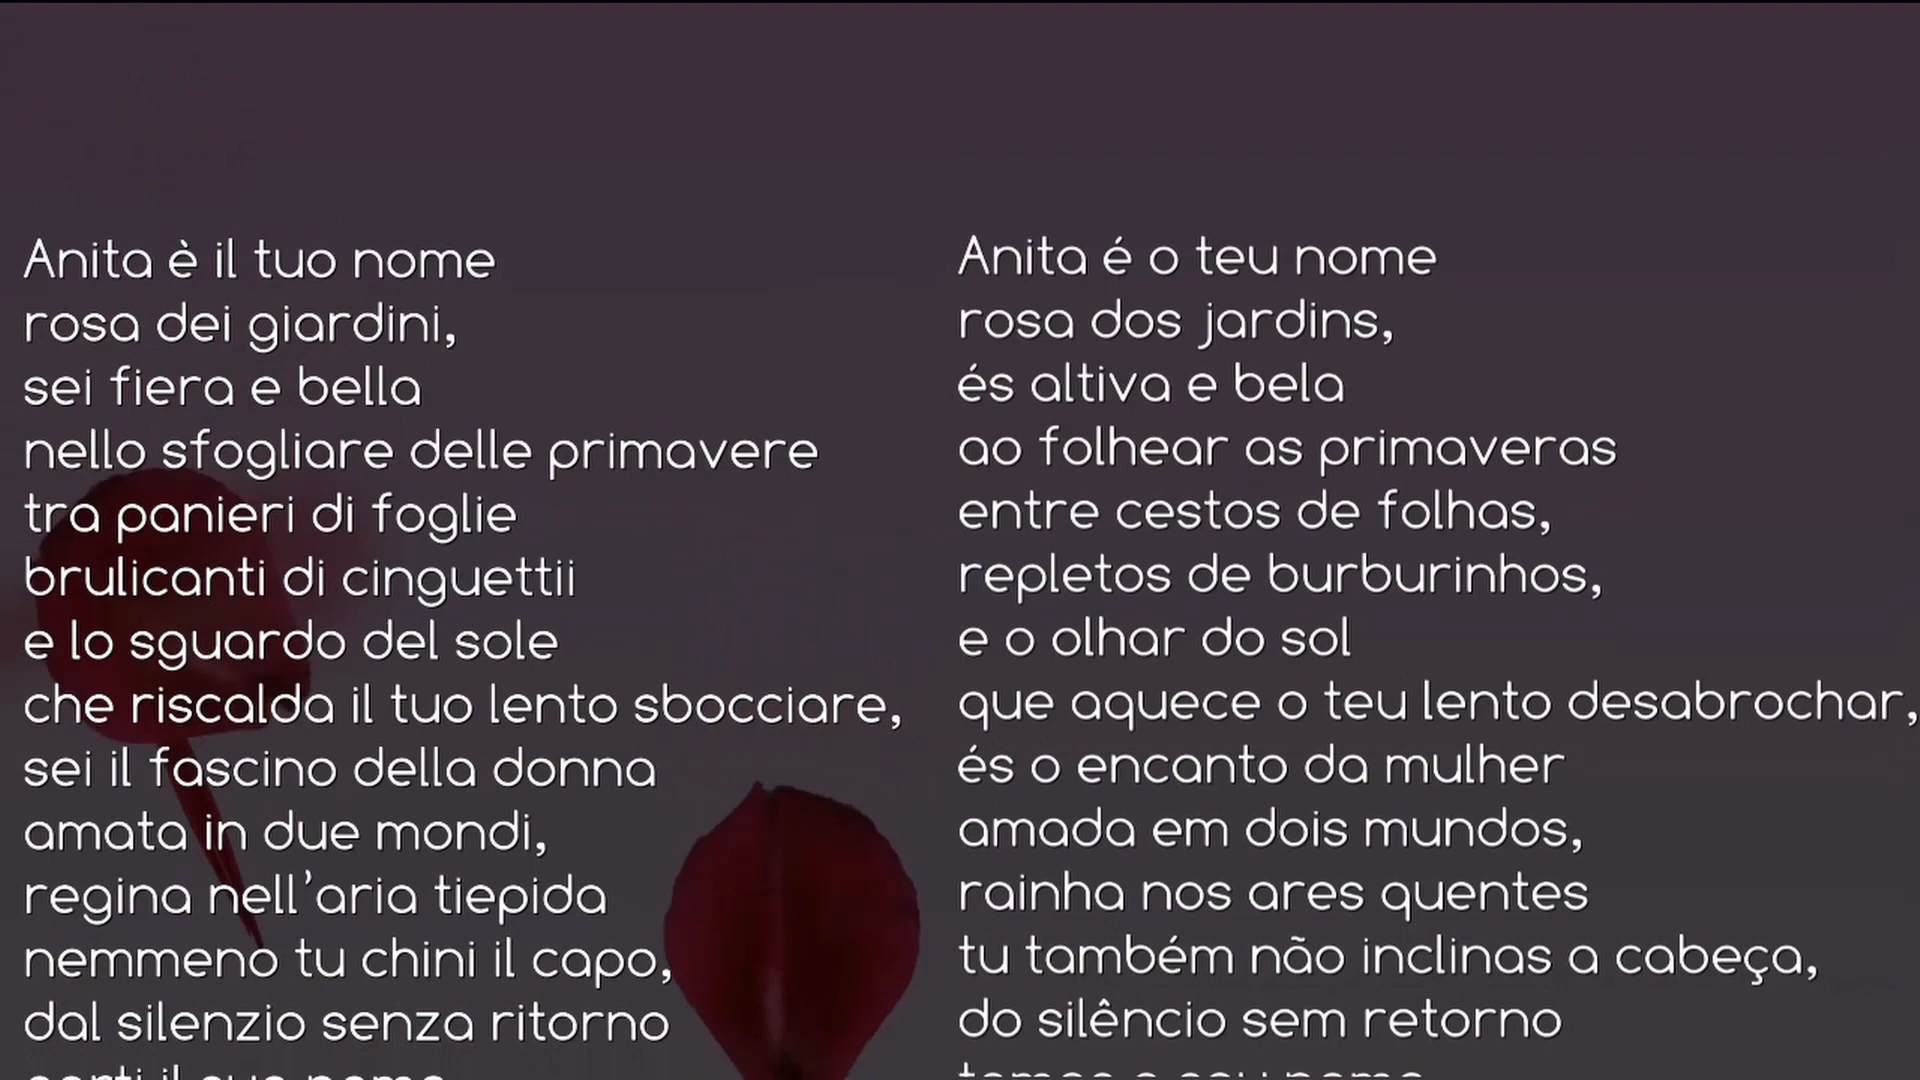 Anita è il tuo nome
rosa dei giardini,
sei fiera e bella
nello sfogliare delle primavere
tra panieri di foglie
brulicanti di cinguettii
e lo sguardo del sole
che riscalda il tuo lento sbocciare,
sei il fascino della donna
amata in due mondi,
regina nell’aria tiepida
nemmeno tu chini il capo,
dal silenzio senza ritorno
Anita é o teu nome
rosa dos jardins,
és altiva e bela
ao folhear as primaveras
entre cestos de folhas,
repletos de burburinhos,
e o olhar do sol
que aquece o teu lento desabrochar,
és o encanto da mulher
amada em dois mundos,
rainha nos ares quentes
tu também não inclinas a cabeça,
do silêncio sem retorno